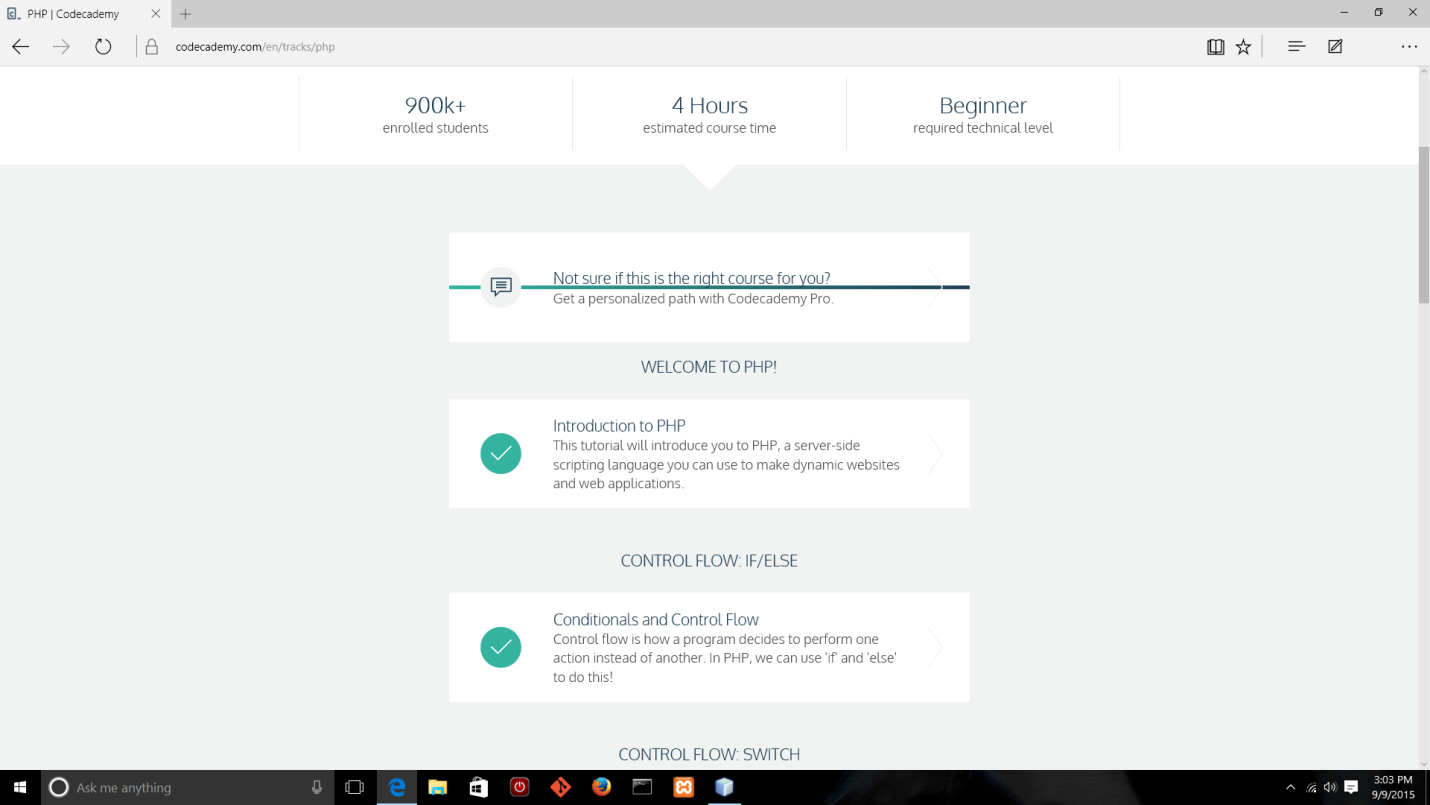 PHP | Codecademy
codecademy.com/en/tracks/php
900k+
enrolled students
4 Hours
estimated course time
Beginner
required technical level
Not sure if this is the right course for you?
Get a personalized path with Codecademy Pro.
WELCOME TO PHP!
Introduction to PHP
This tutorial will introduce you to PHP, a server-side
scripting language you can use to make dynamic websites
and web applications.
CONTROL FLOW: IF/ELSE
Conditionals and Control Flow
Control flow is how a program decides to perform one
action instead of another. In PHP, we can use 'if' and 'else'
to do this!
CONTROL FLOW: SWITCH
Ask me anything
3:03 PM
9/9/2015